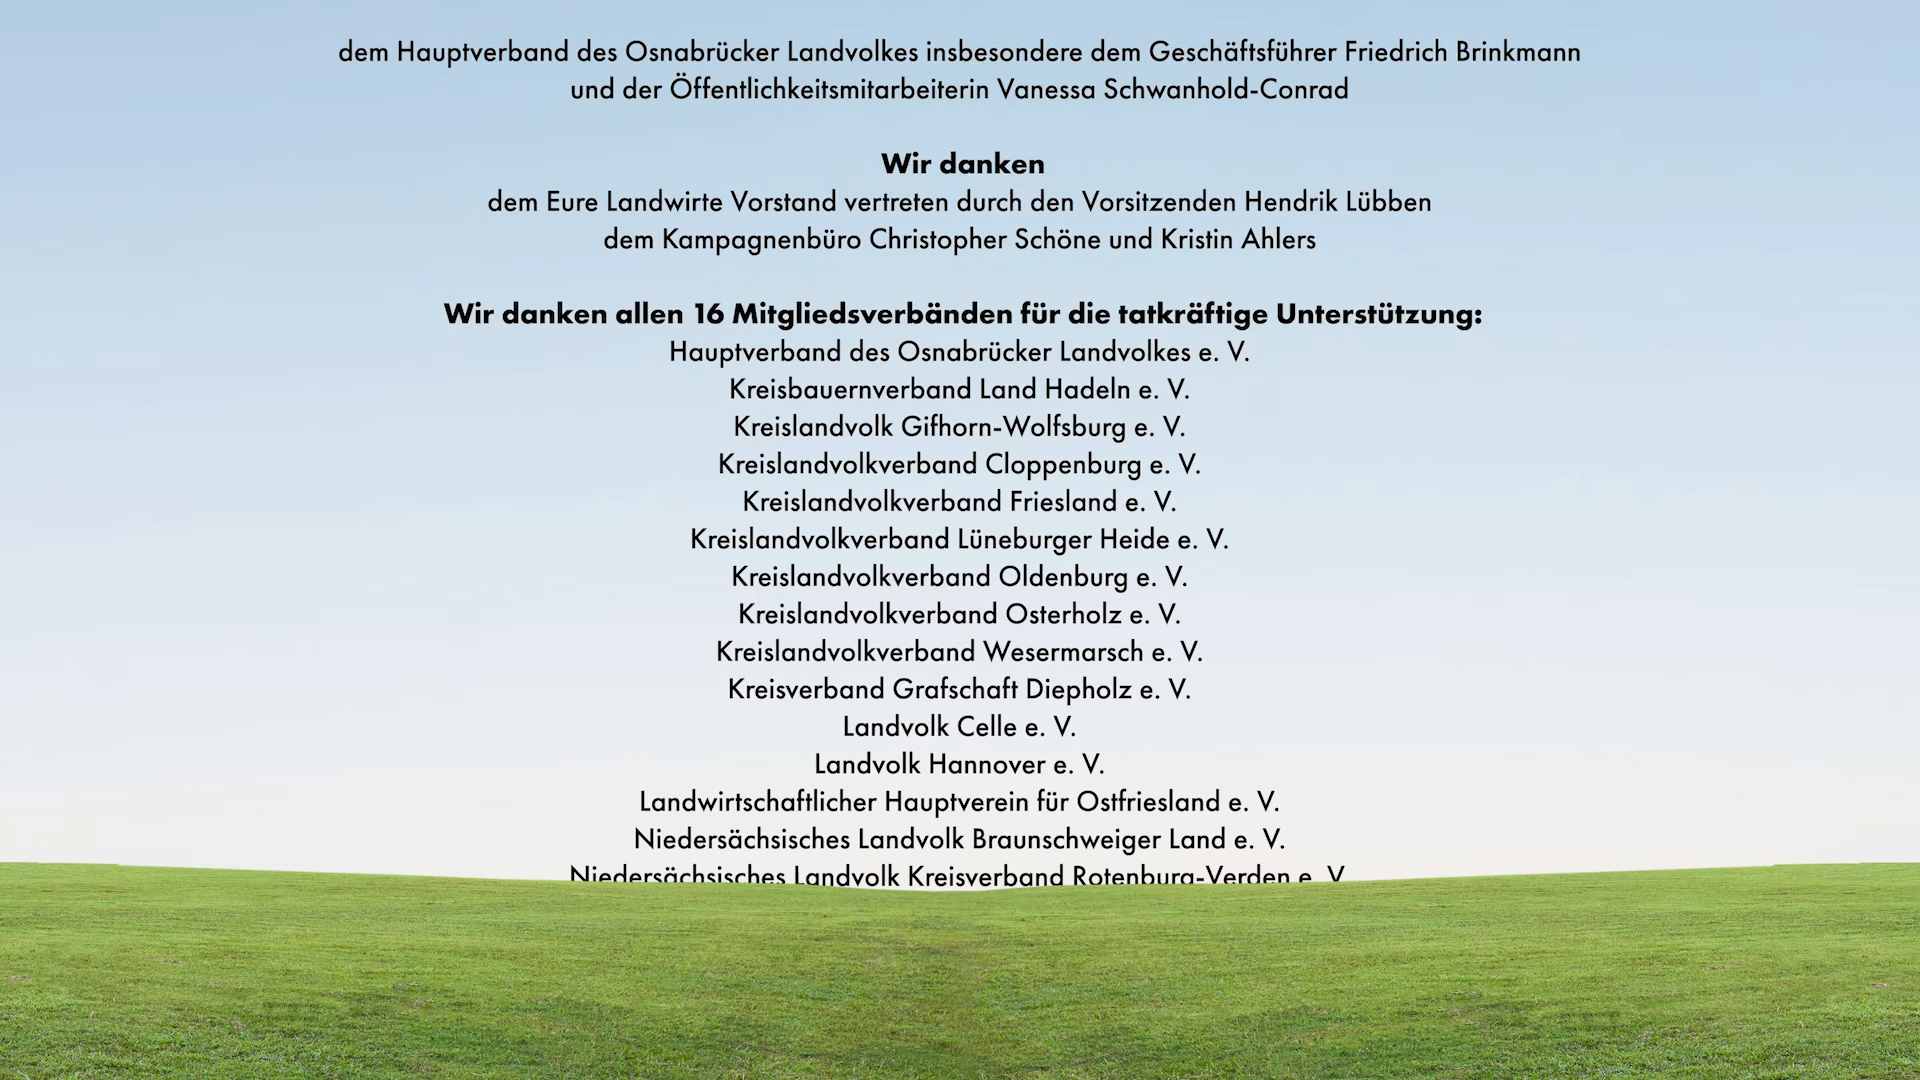 dem Hauptverband des Osnabrücker Landvolkes insbesondere dem Geschäftsführer Friedrich Brinkmann
und der Öffentlichkeitsmitarbeiterin Vanessa Schwanhold-Conrad
Wir danken
dem Eure Landwirte Vorstand vertreten durch den Vorsitzenden Hendrik Lübben
dem Kampagnenbüro Christopher Schöne und Kristin Ahlers
Wir danken allen 16 Mitgliedsverbänden für die tatkräftige Unterstützung:
Hauptverband des Osnabrücker Landvolkes e. V.
Kreisbauernverband Land Hadeln e. V.
Kreislandvolk Gifhorn-Wolfsburg e. V.
Kreislandvolkverband Cloppenburg e. V.
Kreislandvolkverband Friesland e. V.
Kreislandvolkverband Lüneburger Heide e. V.
Kreislandvolkverband Oldenburg e. V.
Kreislandvolkverband Osterholz e. V.
Kreislandvolkverband Wesermarsch e. V.
Kreisverband Grafschaft Diepholz e. V.
Landvolk Celle e. V.
Landvolk Hannover e. V.
Landwirtschaftlicher Hauptverein für Ostfriesland e. V.
Niedersächsisches Landvolk Braunschweiger Land e. V.
Niedersächsisches Landvolk Kreisverband Rotenburg-Verden e. V.